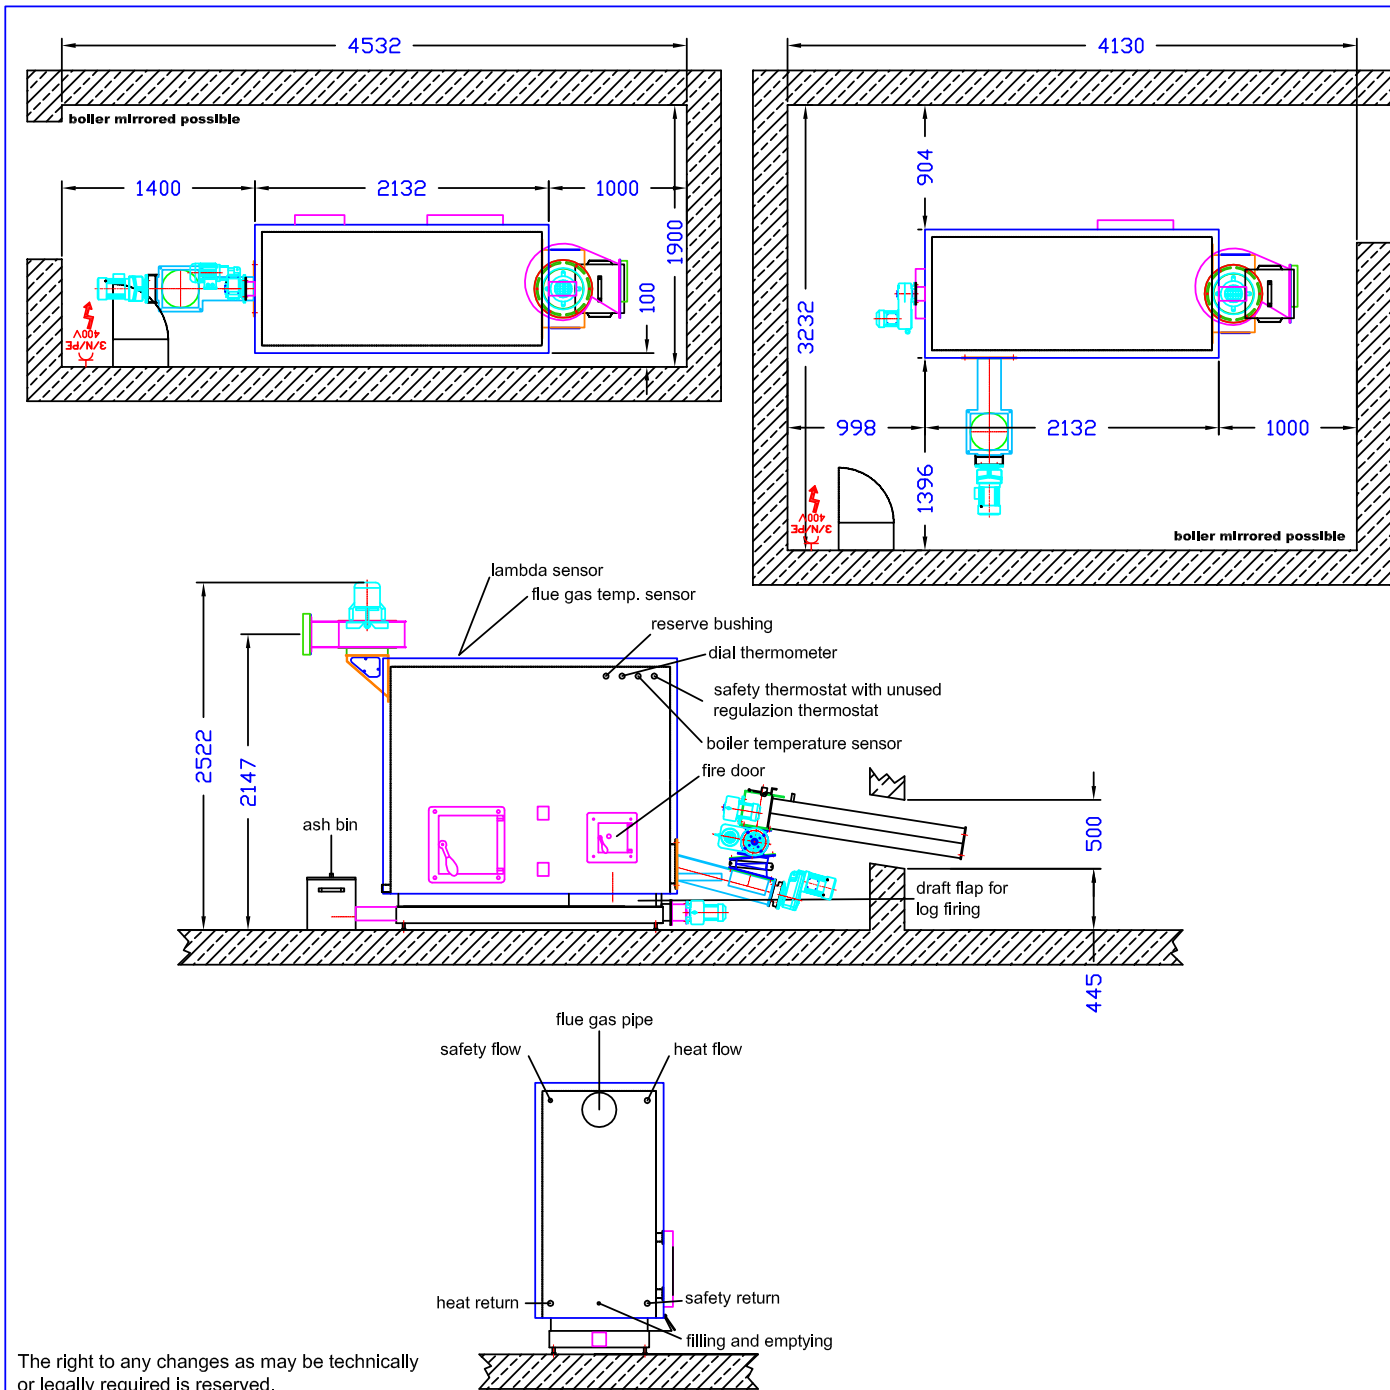 4532
4130
boiler mirrored possible
1400
2132
1000
1900
100
3/N/PE
400V
904
3232
998
2132
1000
1396
3/N/PE
400V
boiler mirrored possible
lambda sensor
flue gas temp. sensor
reserve bushing
dial thermometer
safety thermostat with unused
regulazion thermostat
boiler temperature sensor
fire door
2522
2147
ash bin
500
draft flap for
log firing
445
flue gas pipe
safety flow
heat flow
heat return
safety return
filling and emptying
The right to any changes as may be technically
or legally required is reserved.